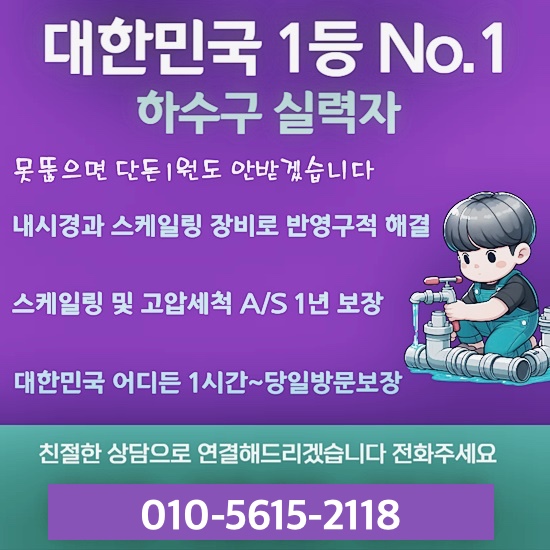 대한민국 1등 No.1
하수구 실력자
못뚫으면 단돈1원도 안받겠습니다
내시경과 스케일링 장비로 반영구적 해결
스케일링 및 고압세척 A/S 1년 보장
대한민국 어디든 1시간~당일방문보장
친절한 상담으로 연결해드리겠습니다 전화주세요
010-5615-2118